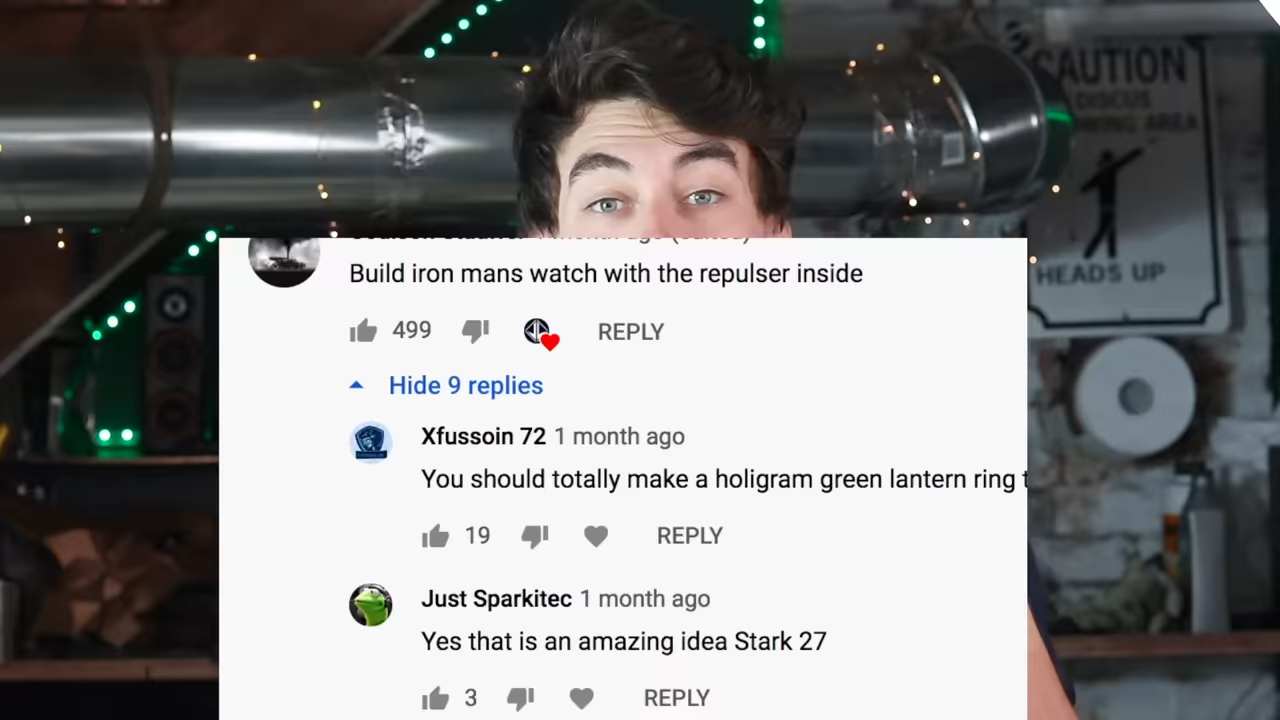 CAUTION
DISCUS
AREA
HEADS UP
Build iron mans watch with the repulser inside
499
REPLY
Hide 9 replies
Xfussoin 72 1 month ago
You should totally make a holigram green lantern ring
19
REPLY
Just Sparkitec 1 month ago
Yes that is an amazing idea Stark 27
3
REPLY